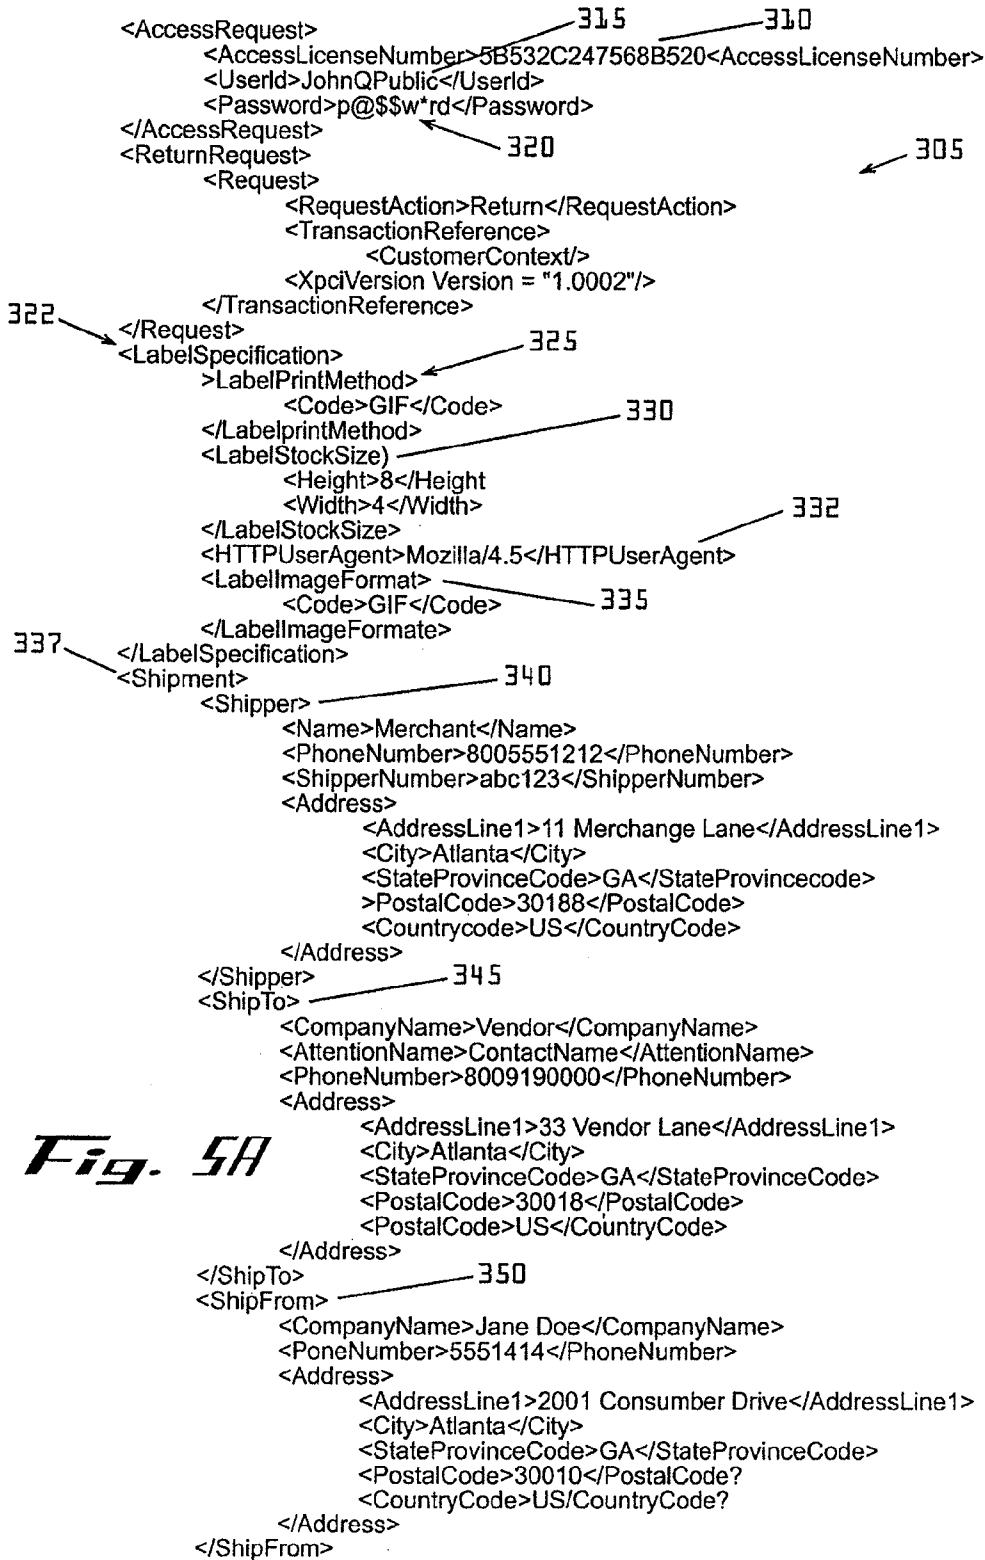 315 310
<AccessRequest>
<AccessLicenseNumber>5B532C247568B520<AccessLicenseNumber>
<UserId>JohnQPublic</UserId>
<Password>p@$$w*rd</Password>
</AccessRequest> 320
<ReturnRequest> 305
<Request>
<RequestAction>Return</RequestAction>
<TransactionReference>
<CustomerContext/>
<XpciVersion Version = "1.0002"/>
</TransactionReference>
322 </Request>
<LabelSpecification> 325
>LabelPrintMethod>
<Code>GIF</Code> 330
</LabelprintMethod>
<LabelStockSize)
<Height>8</Height
<Width>4</Width> 332
</LabelStockSize>
<HTTPUserAgent>Mozilla/4.5</HTTPUserAgent>
<LabelImageFormat>
<Code>GIF</Code> 335
</LabelImageFormate>
337 </LabelSpecification>
<Shipment> 340
<Shipper>
<Name>Merchant</Name>
<PhoneNumber>8005551212</PhoneNumber>
<ShipperNumber>abc123</ShipperNumber>
<Address>
<AddressLine1>11 Merchange Lane</AddressLine1>
<City>Atlanta</City>
<StateProvinceCode>GA</StateProvincecode>
>PostalCode>30188</PostalCode>
<Countrycode>US</CountryCode>
</Address>
</Shipper> 345
<ShipTo>
<CompanyName>Vendor</CompanyName>
<AttentionName>ContactName</AttentionName>
<PhoneNumber>8009190000</PhoneNumber>
<Address>
<AddressLine1>33 Vendor Lane</AddressLine1>
<City>Atlanta</City>
Fig. 5A
<StateProvinceCode>GA</StateProvinceCode>
<PostalCode>30018</PostalCode>
<PostalCode>US</CountryCode>
</Address>
</ShipTo> 350
<ShipFrom>
<CompanyName>Jane Doe</CompanyName>
<PoneNumber>5551414</PhoneNumber>
<Address>
<AddressLine1>2001 Consumber Drive</AddressLine1>
<City>Atlanta</City>
<StateProvinceCode>GA</StateProvinceCode>
<PostalCode>30010</PostalCode?
<CountryCode>US/CountryCode?
</Address>
</ShipFrom>